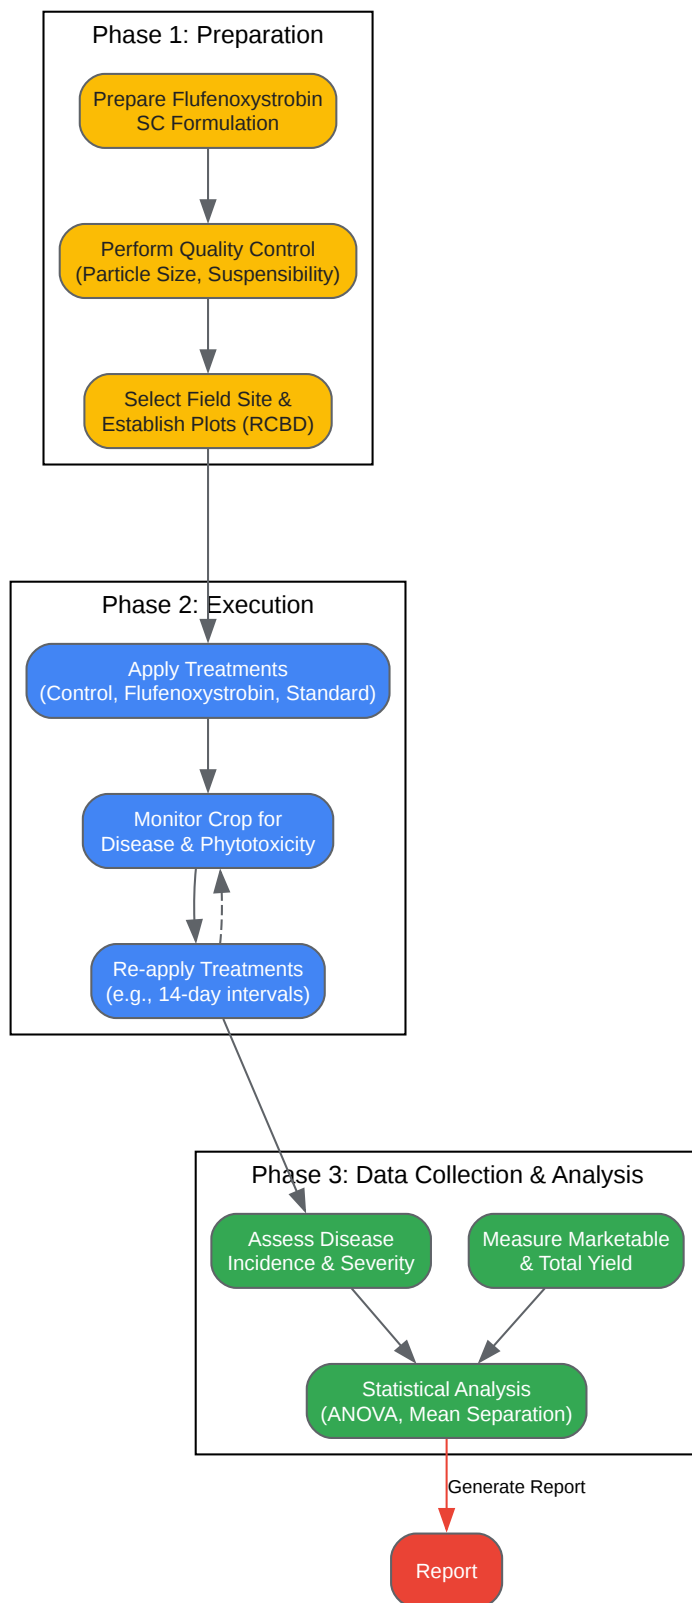 Phase 1: Preparation
Prepare Flufenoxystrobin
SC Formulation
Perform Quality Control
(Particle Size, Suspensibility)
Select Field Site &
Establish Plots (RCBD)
Phase 2: Execution
Apply Treatments
(Control, Flufenoxystrobin, Standard)
Monitor Crop for
Disease & Phytotoxicity
Re-apply Treatments
(e.g., 14-day intervals)
Phase 3: Data Collection & Analysis
Assess Disease
Incidence & Severity
Measure Marketable
& Total Yield
Statistical Analysis
(ANOVA, Mean Separation)
Generate Report
Report